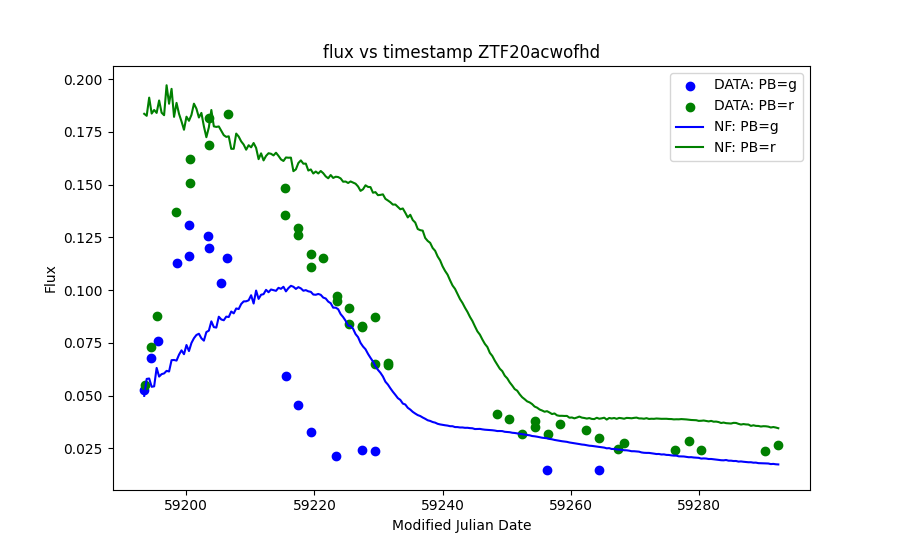 flux vs timestamp ZTF20acwofhd
DATA: PB=g
DATA: PB=r
NF: PB=g
NF: PB=r
0.200
0.175
0.150
0.125
0.100
0.075
0.050
0.025
Flux
59200 59220 59240 59260 59280
Modified Julian Date